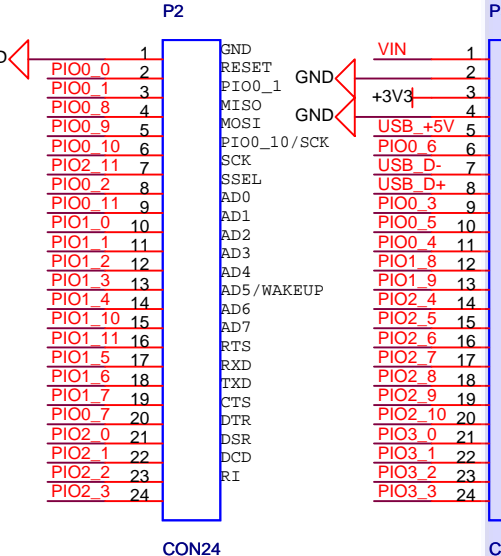 P2
P
D
1
GND
PIO0_0 2 RESET
PIO0_1 3 PIO0_1
PIO0_8 4 MISO
PIO0_9 5 MOSI
PIO0_10 6 PIO0_10/SCK
PIO2_11 7 SCK
PIO0_2 8 SSEL
PIO0_11 9 AD0
PIO1_0 10 AD1
PIO1_1 11 AD2
PIO1_2 12 AD3
PIO1_3 13 AD4
PIO1_4 14 AD5/WAKEUP
PIO1_10 15 AD6
PIO1_11 16 AD7
PIO1_5 17 RTS
PIO1_6 18 RXD
PIO1_7 19 TXD
PIO0_7 20 CTS
PIO2_0 21 DTR
PIO2_1 22 DSR
PIO2_2 23 DCD
PIO2_3 24 RI
CON24
VIN 1
GND 2
+3V3 3
GND 4
USB_+5V 5
PIO0_6 6
USB_D- 7
USB_D+ 8
PIO0_3 9
PIO0_5 10
PIO0_4 11
PIO1_8 12
PIO1_9 13
PIO2_4 14
PIO2_5 15
PIO2_6 16
PIO2_7 17
PIO2_8 18
PIO2_9 19
PIO2_10 20
PIO3_0 21
PIO3_1 22
PIO3_2 23
PIO3_3 24
C